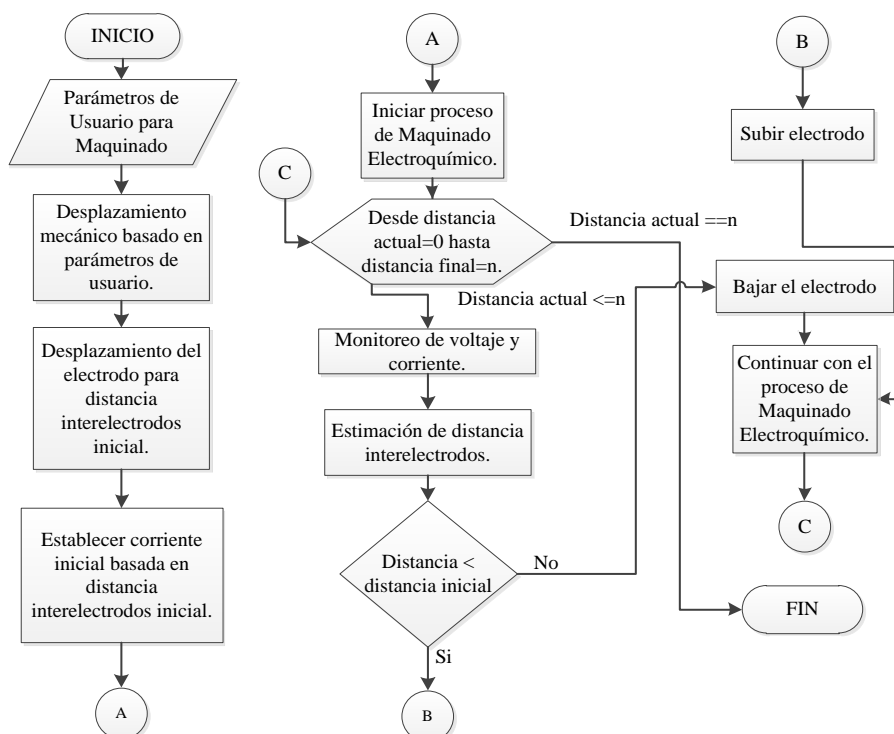 INICIO
Parámetros de
Usuario para
Maquinado
Desplazamiento
mecánico basado en
parámetros de
usuario.
Desplazamiento del
electrodo para
distancia
interelectrodos
inicial.
Establecer corriente
inicial basada en
distancia
interelectrodos inicial.
A
A
Iniciar proceso
de Maquinado
Electroquímico.
C
Desde distancia
actual=0 hasta
distancia final=n.
Distancia actual ==n
Distancia actual <=n
Monitoreo de voltaje y
corriente.
Estimación de distancia
interelectrodos.
Distancia <
distancia inicial
No
Si
B
B
Subir electrodo
Bajar el electrodo
Continuar con el
proceso de
Maquinado
Electroquímico.
C
FIN